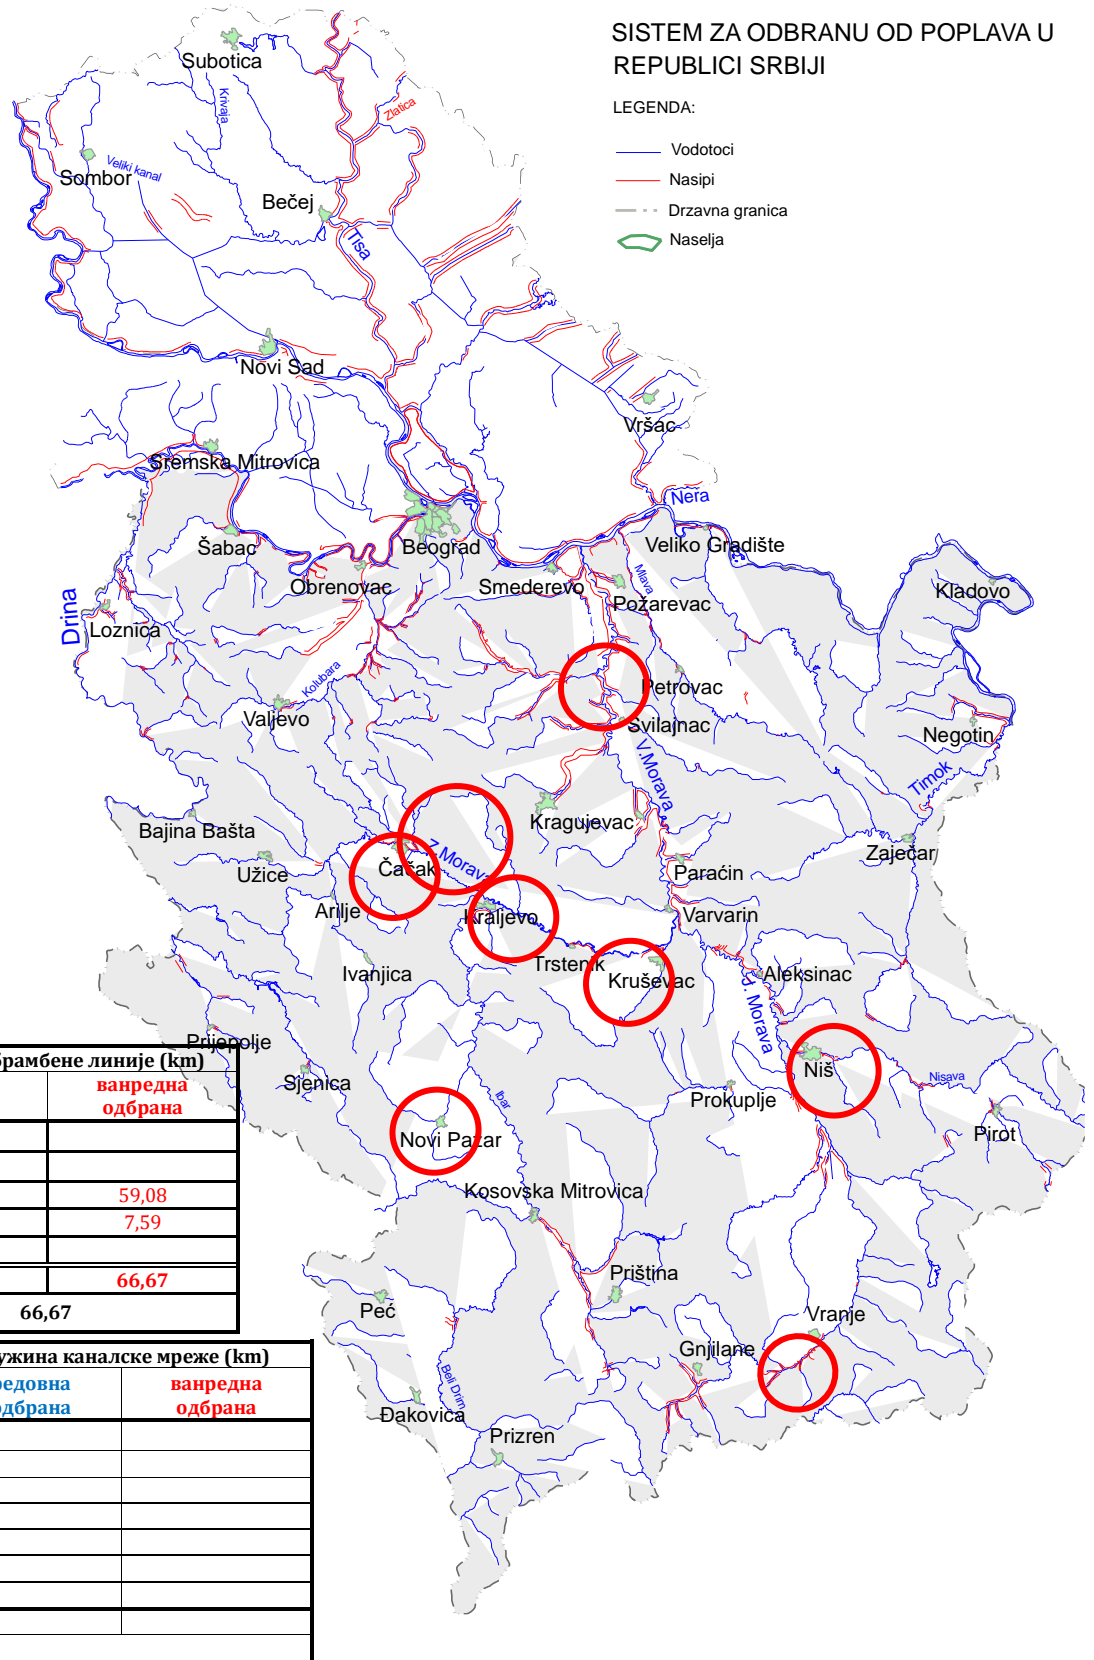 SISTEM ZA ODBRANU OD POPLAVA U
REPUBLICI SRBIJI
LEGENDA:
Vodotoci
Nasipi
Drzavna granica
Naselja
Subotica
Krivaja
Zlatica
Sombor
Veliki kanal
Bečej
Tisa
Novi Sad
Vršac
Sremska Mitrovica
Nera
Šabac
Beograd
Veliko Gradište
Obrenovac
Smederevo
Mlava
Požarevac
Kladovo
Drina
Loznica
Kolubara
Petrovac
Valjevo
Svilajnac
Negotin
V.Morava
Timok
Bajina Bašta
Kragujevac
Zaječar
Užice
Čačak
Z.Morava
Paraćin
Arilje
Kraljevo
Varvarin
Ivanjica
Trstenik
Kruševac
Aleksinac
J. Morava
Prijepolje
Sjenica
Ibar
Niš
Nisava
Prokuplje
Pirot
Novi Pazar
Kosovska Mitrovica
Priština
Peć
Vranje
Gnjilane
Beli Drim
Đakovica
Prizren
брамбене линије (km)
ванредна
одбрана
59,08
7,59
66,67
66,67
ужина каналске мреже (km)
редовна ванредна
одбрана одбрана